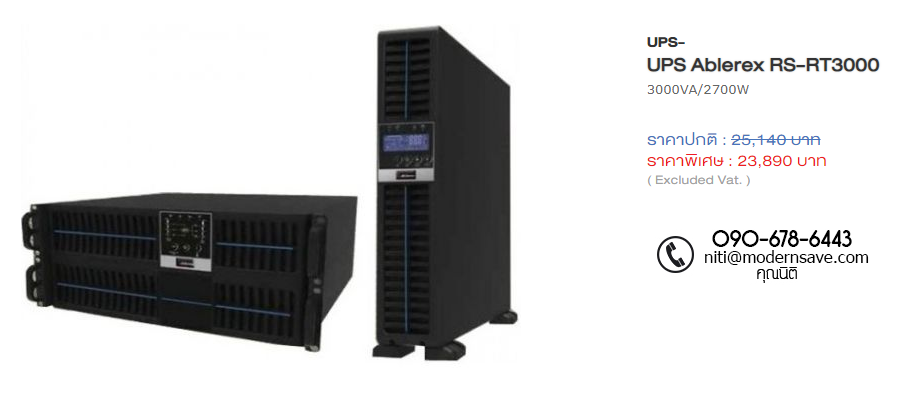 UPS-
UPS Ablerex RS-RT3000
3000VA/2700W
ราคาปกติ : 25,140 บาท
ราคาพิเศษ : 23,890 บาท
( Excluded Vat. )
090-678-6443
niti@modernsave.com
คุณนิติ